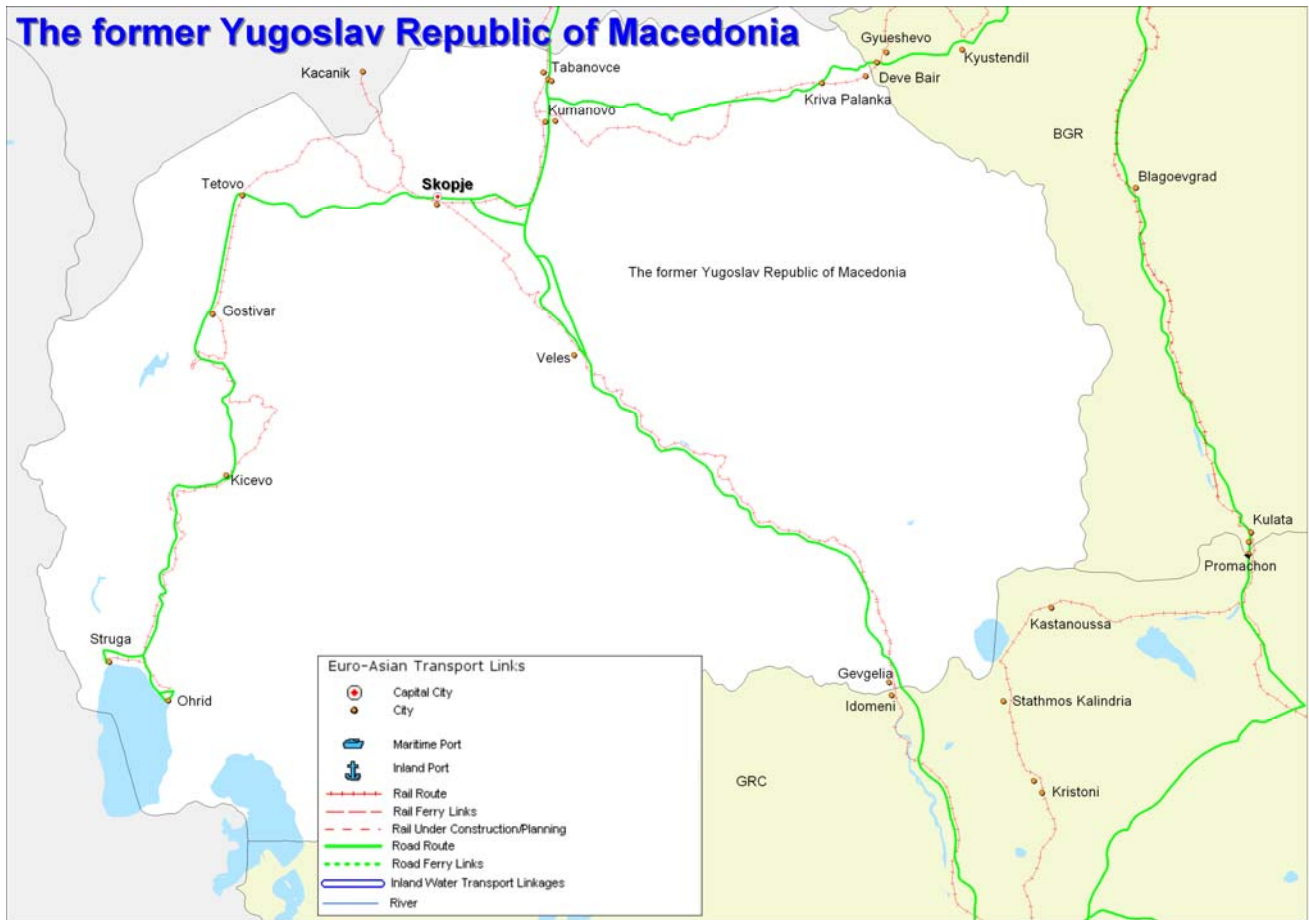 The former Yugoslav Republic of Macedonia
Gyueshevo
Kyustendil
Kacanik
Tabanovce
Deve Bair
Kriva Palanka
Kumanovo
BGR
Tetovo
Skopje
Blagoevgrad
The former Yugoslav Republic of Macedonia
Gostivar
Veles
Kicevo
Kulata
Promachon
Kastanoussa
Struga
Gevgelia
Ohrid
Idomeni
Stathmos Kalindria
GRC
Kristoni
Euro-Asian Transport Links
Capital City
City
Maritime Port
Inland Port
Rail Route
Rail Ferry Links
Rail Under Construction/Planning
Road Route
Road Ferry Links
Inland Water Transport Linkages
River